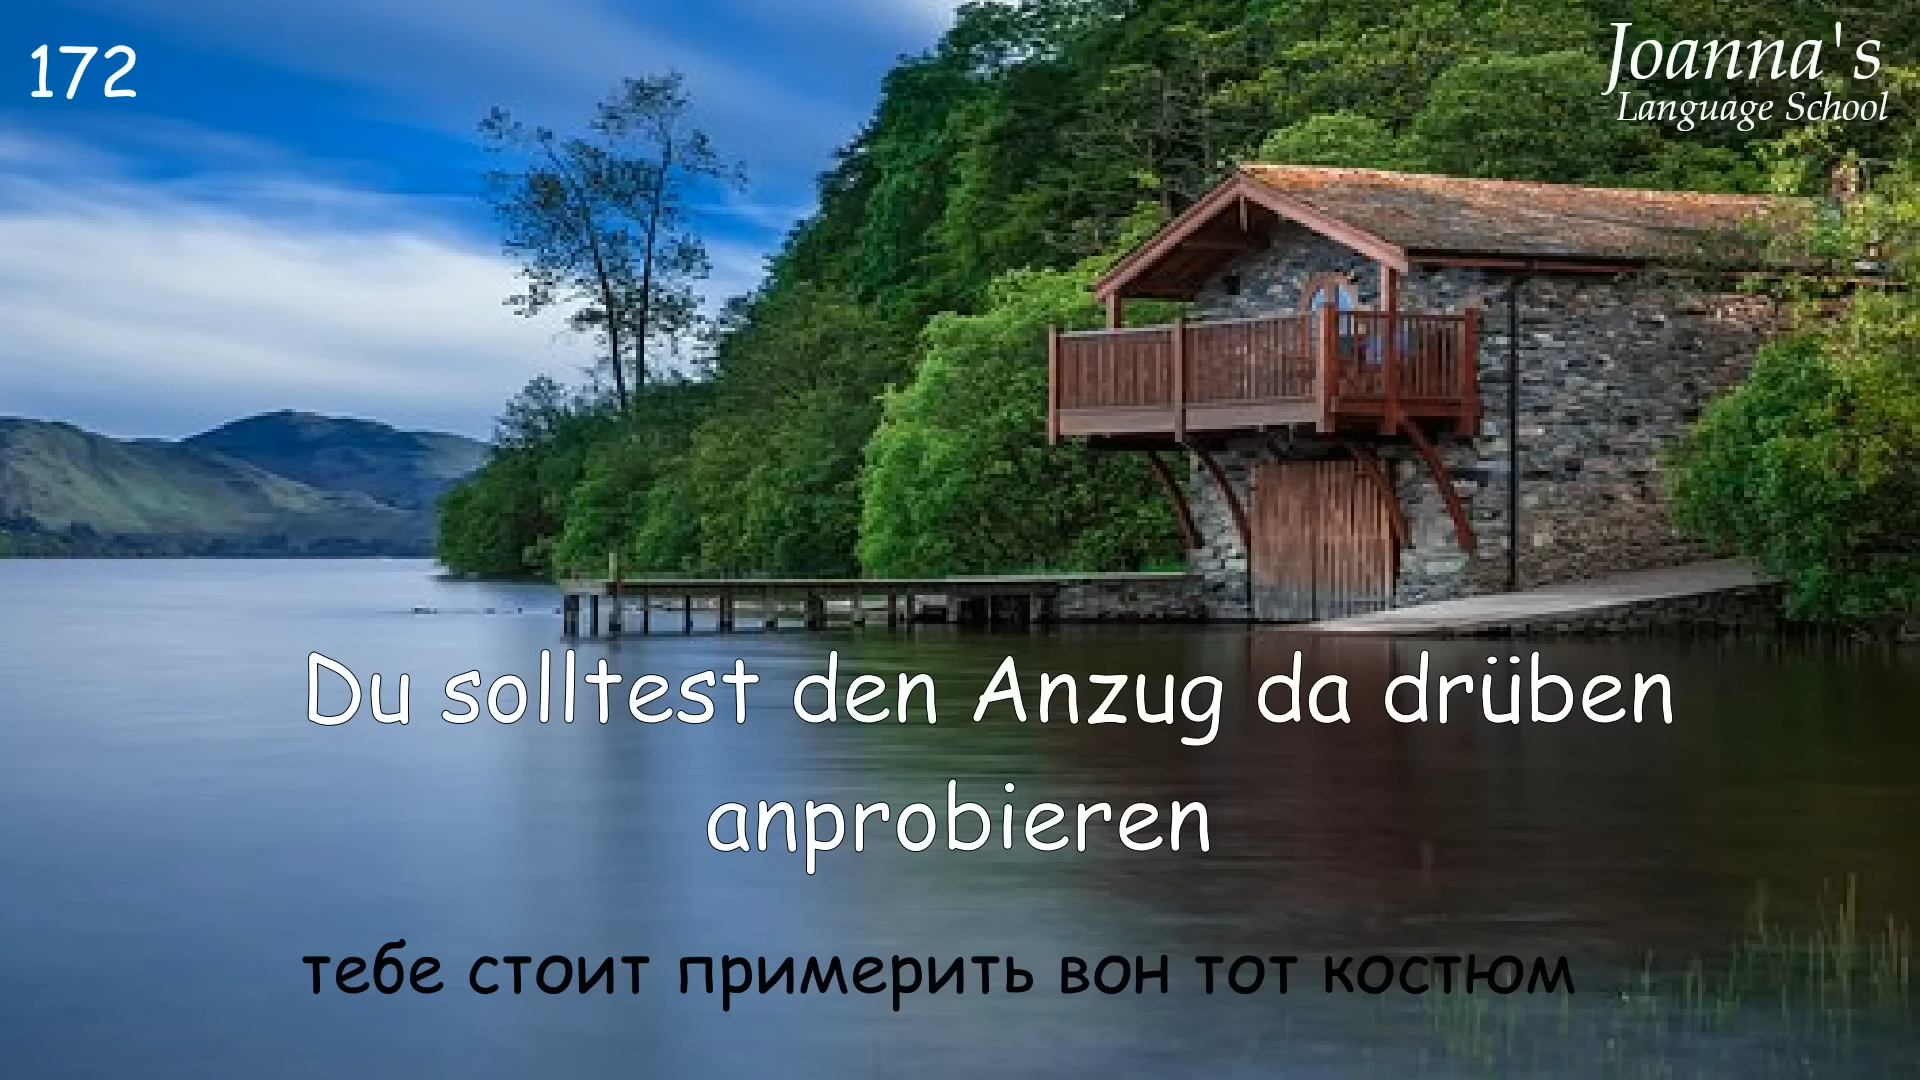 172
Joanna's
Language School
Du solltest den Anzug da drüben
anprobieren
тебе стоит примерить вон тот костюм